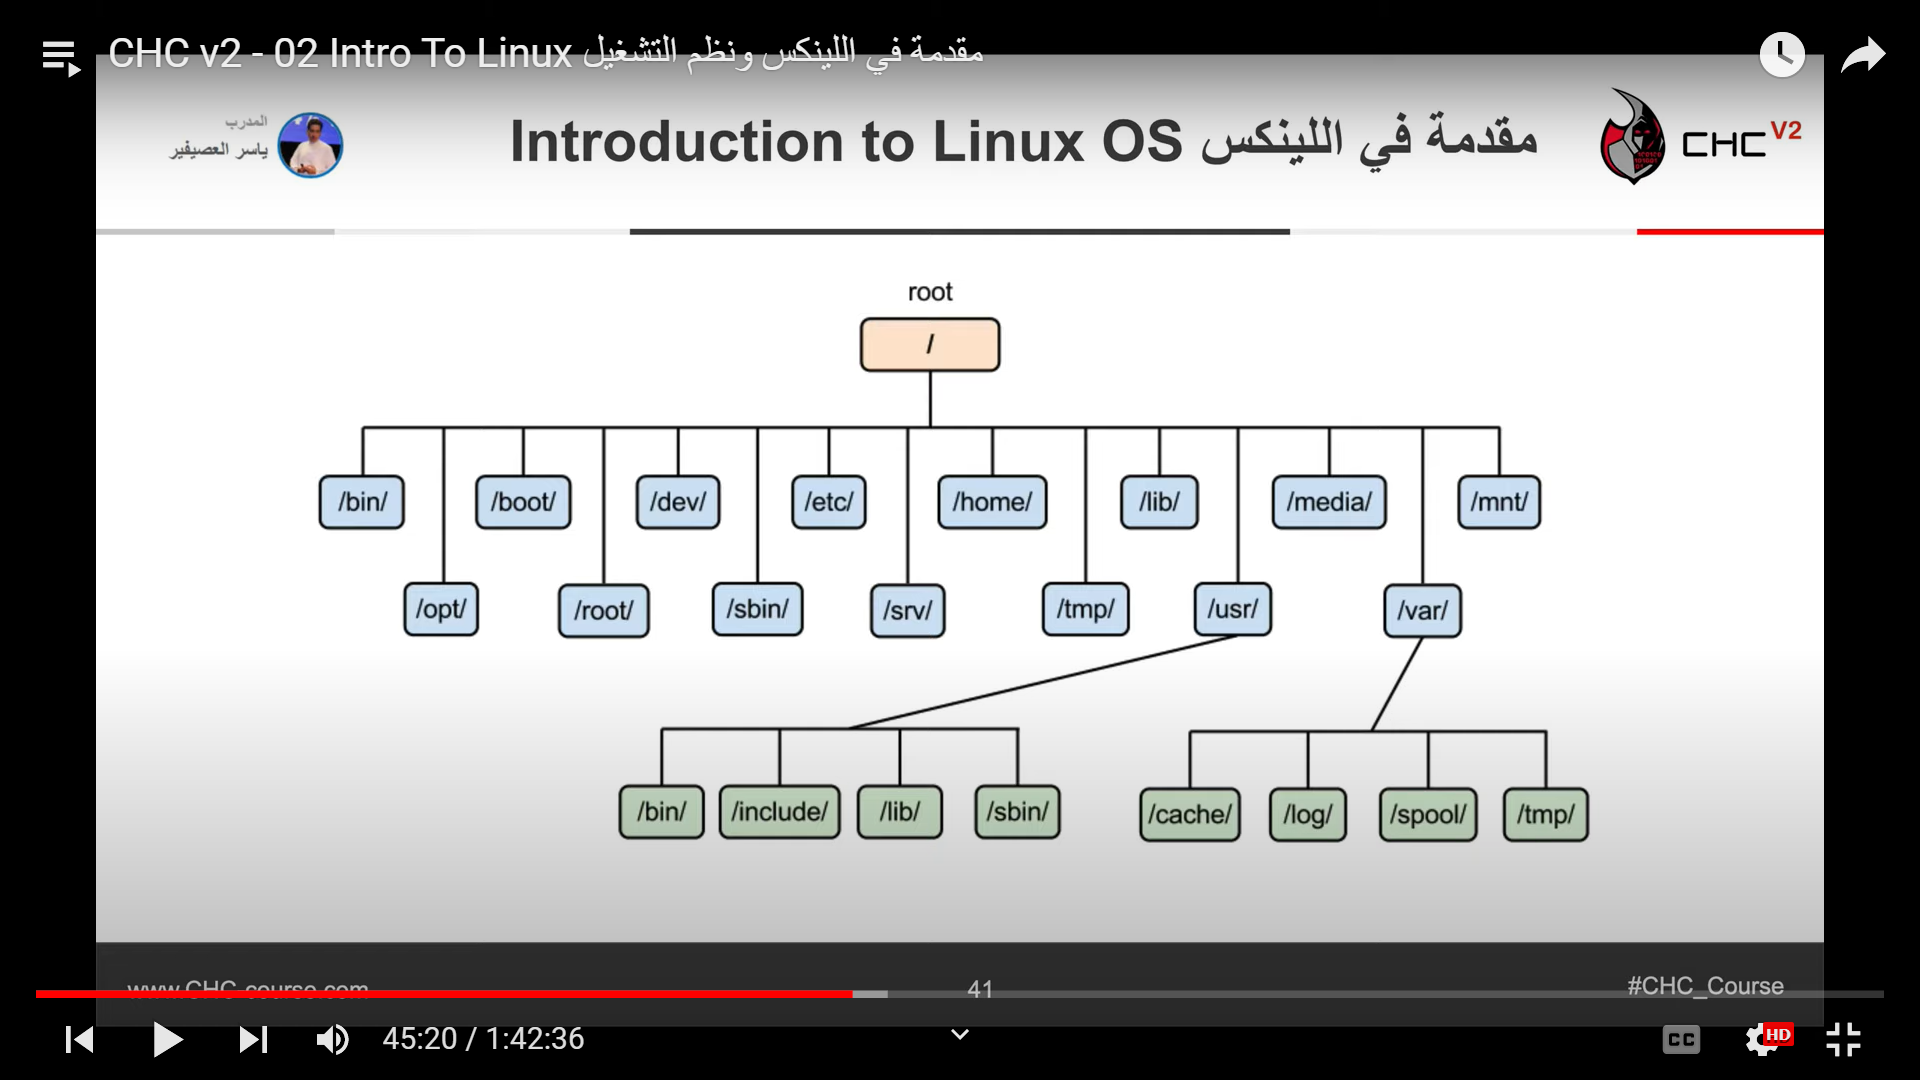 CHC v2 - 02 Intro To Linux مقدمة في اللينكس ونظم التشغيل
المدرب
ياسر العصيفير
Introduction to Linux OS مقدمة في اللينكس
CHC V2
root
/
/bin/ /boot/ /dev/ /etc/ /home/ /lib/ /media/ /mnt/
/opt/ /root/ /sbin/ /srv/ /tmp/ /usr/ /var/
/bin/ /include/ /lib/ /sbin/ /cache/ /log/ /spool/ /tmp/
www.CHC-course.com 41 #CHC_Course
45:20 / 1:42:36 CC HD